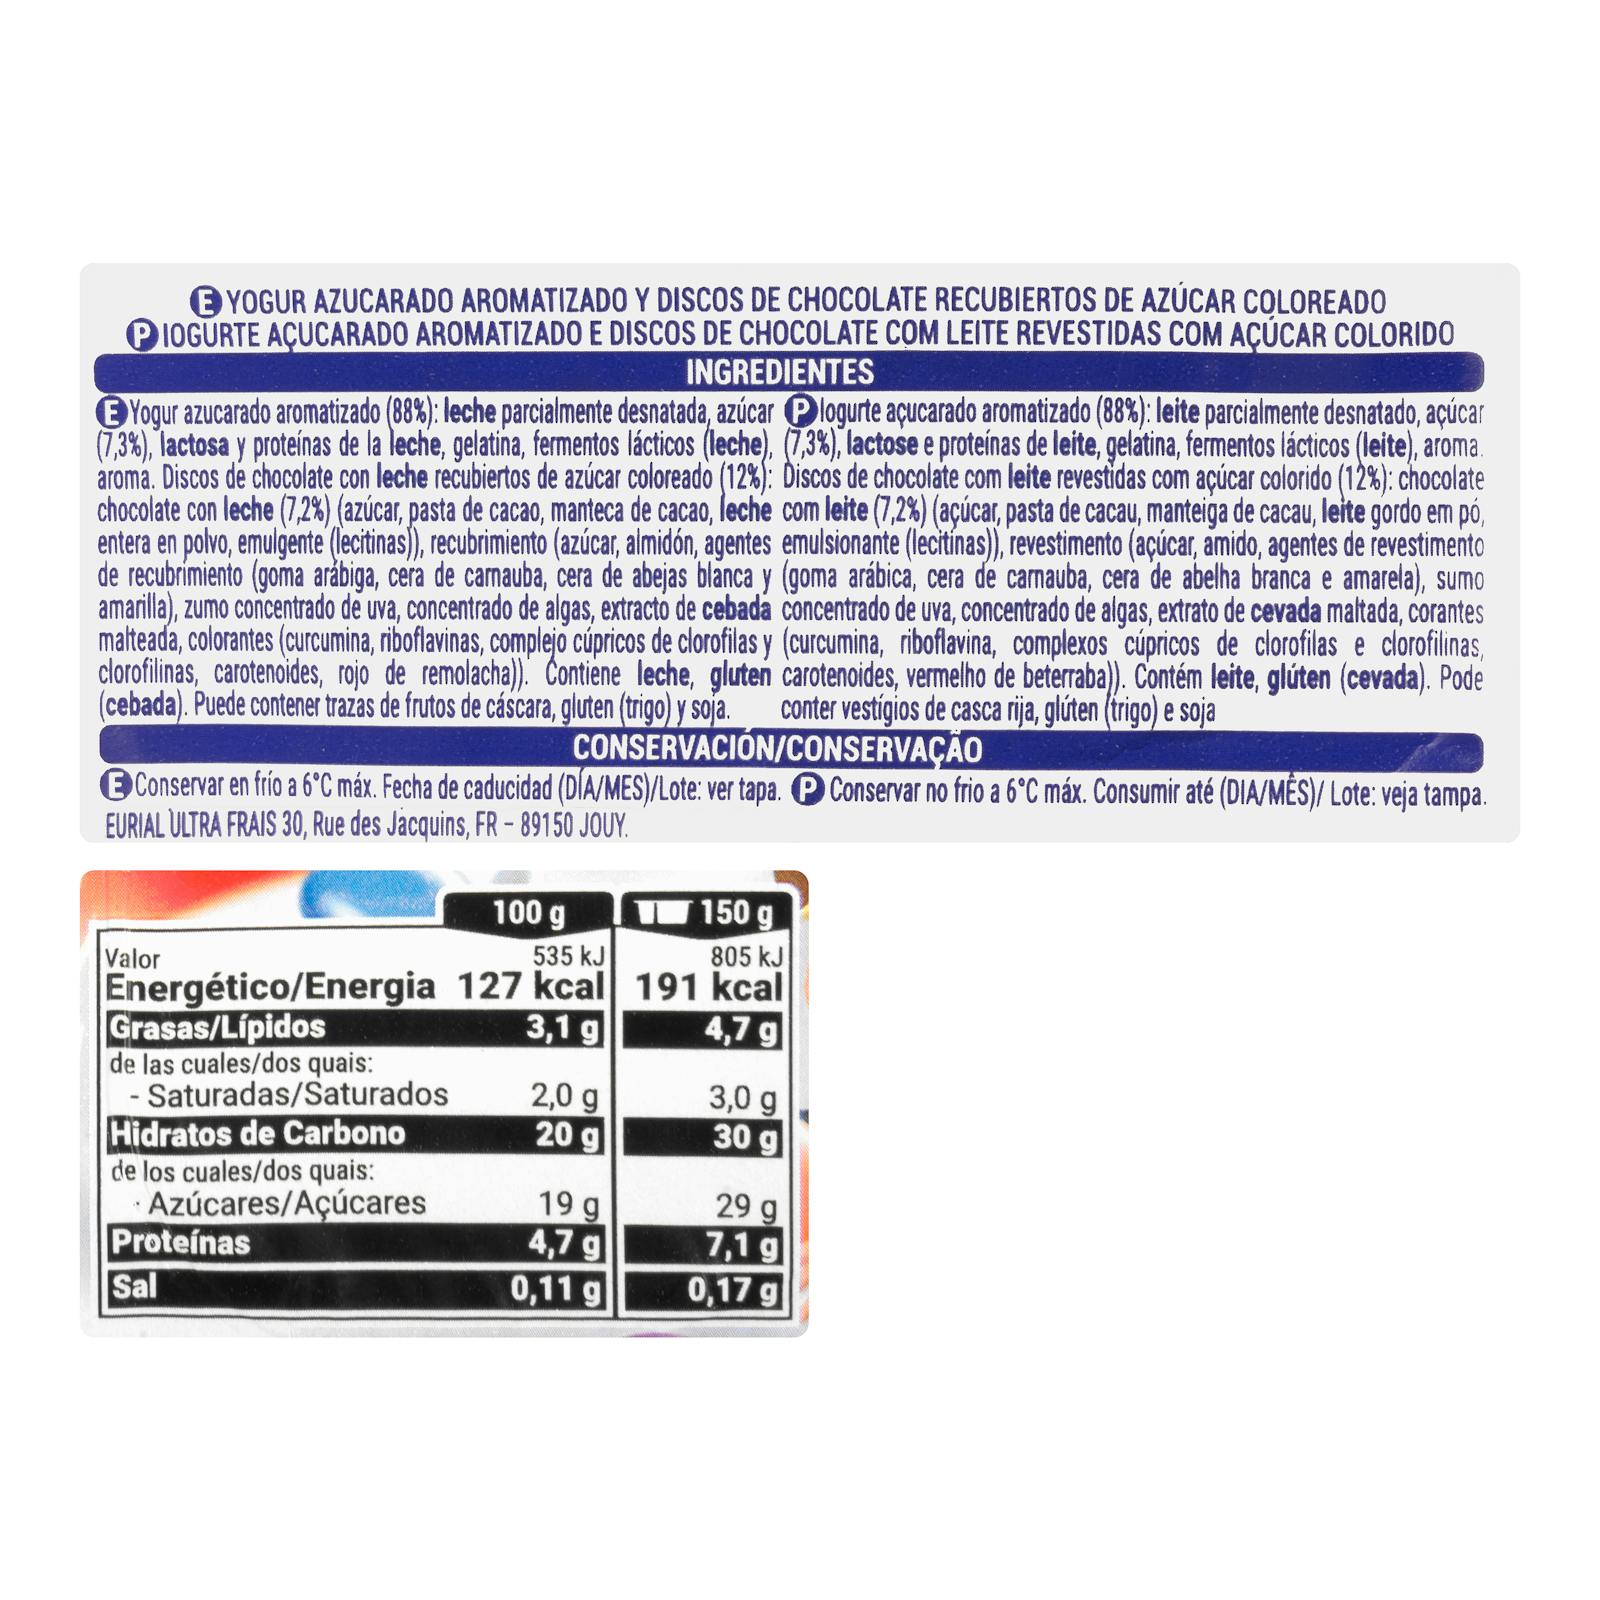 E YOGUR AZUCARADO AROMATIZADO Y DISCOS DE CHOCOLATE RECUBIERTOS DE AZÚCAR COLOREADO
P IOGURTE AÇUCARADO AROMATIZADO E DISCOS DE CHOCOLATE COM LEITE REVESTIDAS COM AÇÚCAR COLORIDO
INGREDIENTES
E Yogur azucarado aromatizado (88%): leche parcialmente desnatada, azúcar
(7,3%), lactosa y proteínas de la leche, gelatina, fermentos lácticos (leche),
aroma. Discos de chocolate con leche recubiertos de azúcar coloreado (12%):
chocolate con leche (7,2%) (azúcar, pasta de cacao, manteca de cacao, leche
entera en polvo, emulgente (lecitinas)), recubrimiento (azúcar, almidón, agentes
de recubrimiento (goma arábiga, cera de carnauba, cera de abejas blanca y
amarilla), zumo concentrado de uva, concentrado de algas, extracto de cebada
malteada, colorantes (curcumina, riboflavinas, complejo cúpricos de clorofilas y
clorofilinas, carotenoides, rojo de remolacha)). Contiene leche, gluten
(cebada). Puede contener trazas de frutos de cáscara, gluten (trigo) y soja.
P Iogurte açucarado aromatizado (88%): leite parcialmente desnatado, açúcar
(7,3%), lactose e proteínas de leite, gelatina, fermentos lácticos (leite), aroma.
Discos de chocolate com leite revestidas com açúcar colorido (12%): chocolate
com leite (7,2%) (açúcar, pasta de cacau, manteiga de cacau, leite gordo em pó,
emulsionante (lecitinas)), revestimento (açúcar, amido, agentes de revestimento
(goma arábica, cera de carnauba, cera de abelha branca e amarela), sumo
concentrado de uva, concentrado de algas, extrato de cevada maltada, corantes
(curcumina, riboflavina, complexos cúpricos de clorofilas e clorofilinas,
carotenoides, vermelho de beterraba)). Contém leite, glúten (cevada). Pode
conter vestígios de casca rija, glúten (trigo) e soja
CONSERVACIÓN/CONSERVAÇÃO
E Conservar en frío a 6°C máx. Fecha de caducidad (DÍA/MES)/Lote: ver tapa. P Conservar no frio a 6°C máx. Consumir até (DIA/MÊS)/ Lote: veja tampa.
EURIAL ULTRA FRAIS 30, Rue des Jacquins, FR – 89150 JOUY.
100 g 150 g
Valor 535 kJ 805 kJ
Energético/Energia 127 kcal 191 kcal
Grasas/Lípidos 3,1 g 4,7 g
de las cuales/dos quais:
- Saturadas/Saturados 2,0 g 3,0 g
Hidratos de Carbono 20 g 30 g
de los cuales/dos quais:
- Azúcares/Açúcares 19 g 29 g
Proteínas 4,7 g 7,1 g
Sal 0,11 g 0,17 g